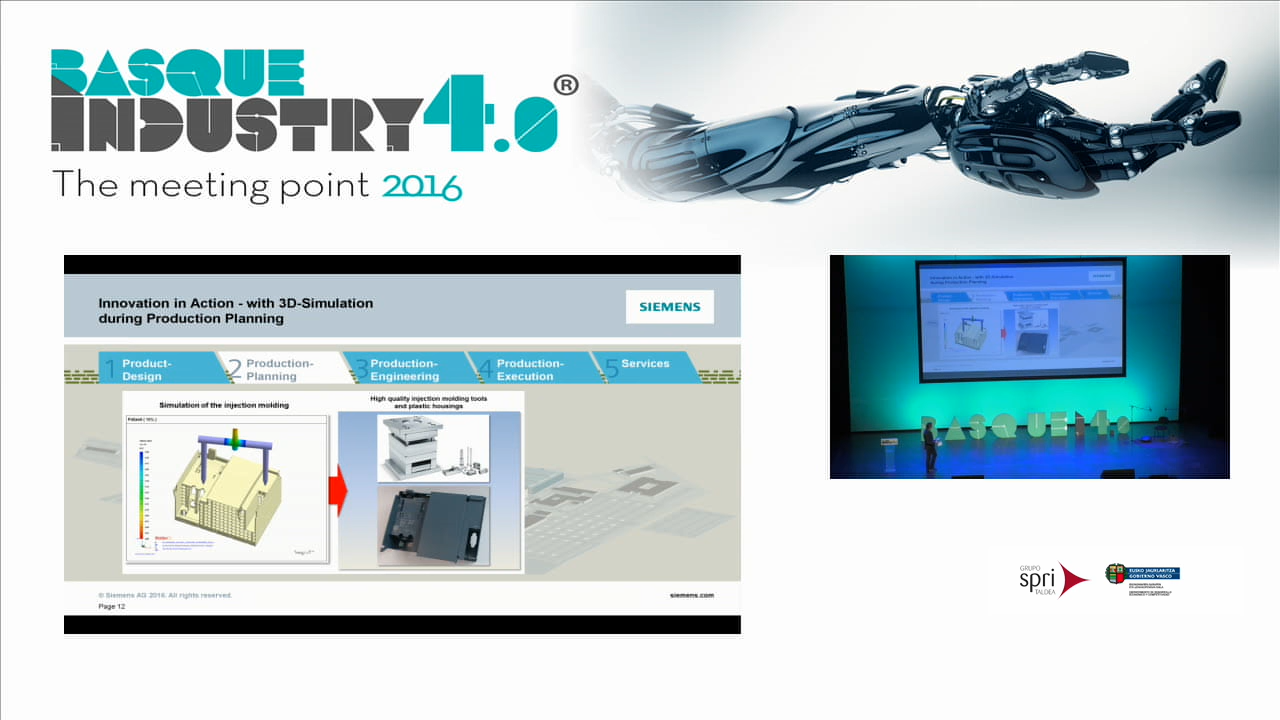 BASQUE
INDUSTRY 4.0®
The meeting point 2016
Innovation in Action - with 3D-Simulation
during Production Planning
SIEMENS
1 Product-
Design
2 Production-
Planning
3 Production-
Engineering
4 Production-
Execution
5 Services
Simulation of the injection molding
High quality injection molding tools
and plastic housings
© Siemens AG 2016. All rights reserved.
Page 12
siemens.com
BASQUE I4.0
GRUPO
spri
TALDEA
EUSKO JAURLARITZA
GOBIERNO VASCO